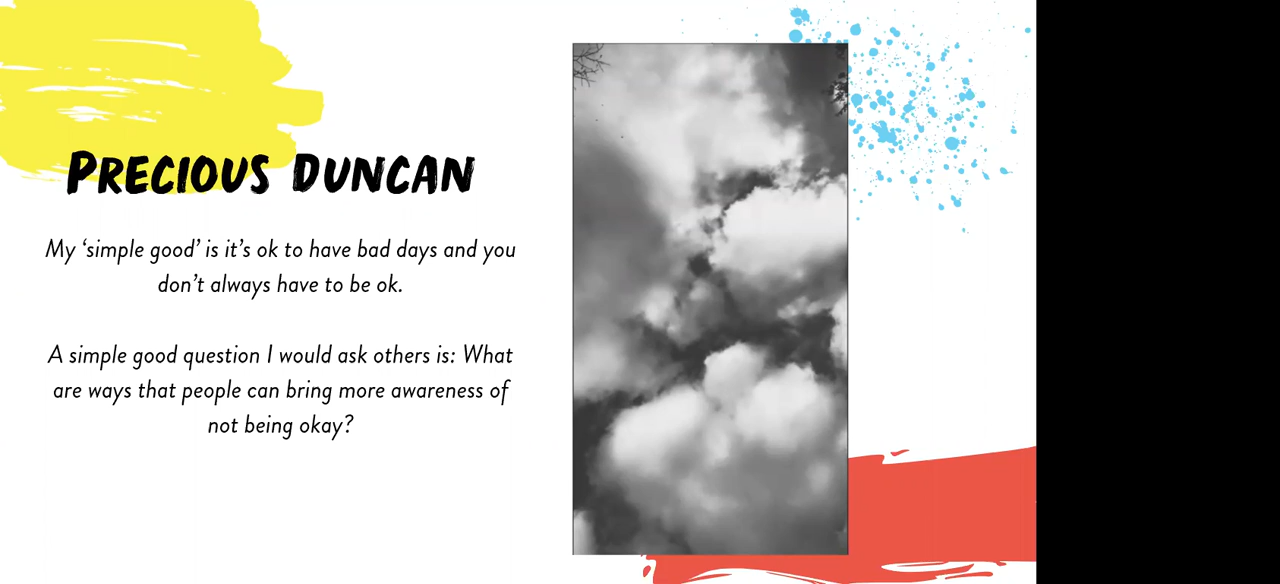 PRECIOUS DUNCAN
My ‘simple good’ is it’s ok to have bad days and you
don’t always have to be ok.
A simple good question I would ask others is: What
are ways that people can bring more awareness of
not being okay?